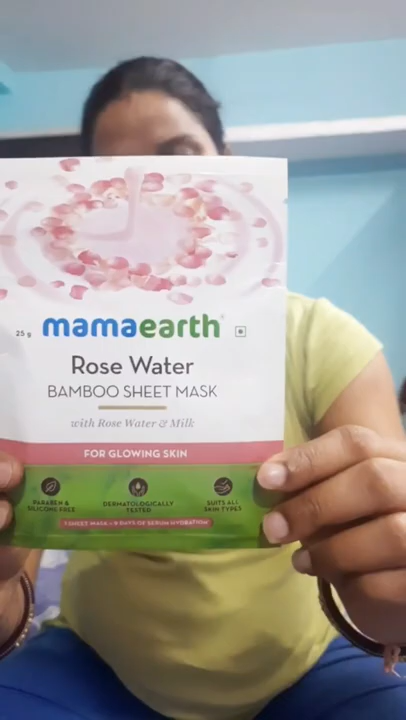 25 g mamaearth
Rose Water
BAMBOO SHEET MASK
with Rose Water & Milk
FOR GLOWING SKIN
PARABEN & SILICONE FREE
DERMATOLOGICALLY TESTED
SUITS ALL SKIN TYPES